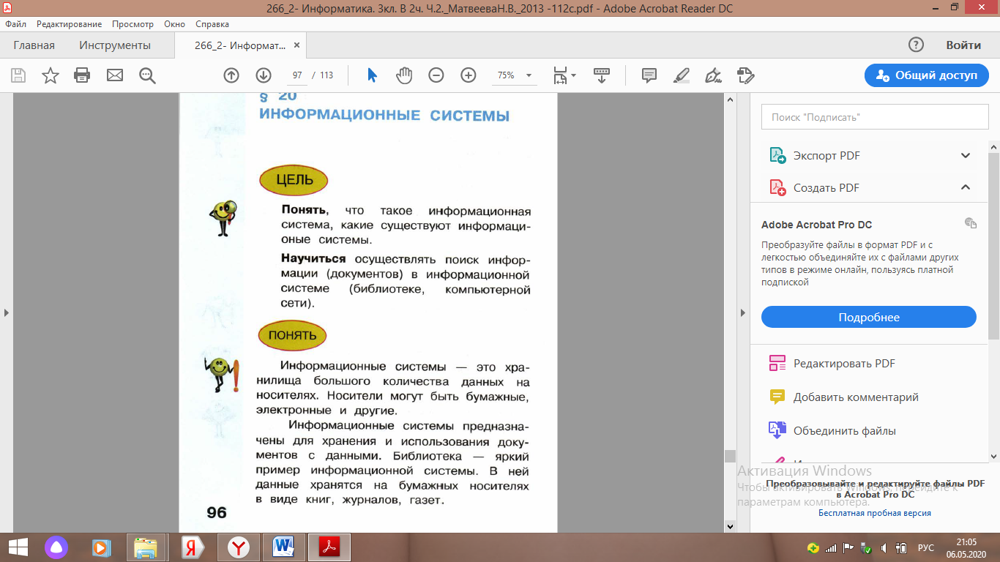 266_2- Информатика. 3кл. В 2ч. Ч.2._МатвееваН.В._2013 -112с.pdf - Adobe Acrobat Reader DC
Файл Редактирование Просмотр Окно Справка
Главная Инструменты 266_2- Информат... × Войти
97 / 113 75% Общий доступ
§ 20
ИНФОРМАЦИОННЫЕ СИСТЕМЫ
ЦЕЛЬ
Понять, что такое информационная
система, какие существуют информаци-
оные системы.
Научиться осуществлять поиск инфор-
мации (документов) в информационной
системе (библиотеке, компьютерной
сети).
ПОНЯТЬ
Информационные системы — это хра-
нилища большого количества данных на
носителях. Носители могут быть бумажные,
электронные и другие.
Информационные системы предназна-
чены для хранения и использования доку-
ментов с данными. Библиотека — яркий
пример информационной системы. В ней
данные хранятся на бумажных носителях
в виде книг, журналов, газет.
96
Поиск "Подписать"
Экспорт PDF
Создать PDF
Adobe Acrobat Pro DC
Преобразуйте файлы в формат PDF и с
легкостью объединяйте их с файлами других
типов в режиме онлайн, пользуясь платной
подпиской
Подробнее
Редактировать PDF
Добавить комментарий
Объединить файлы
Преобразовывайте и редактируйте файлы PDF
в Acrobat Pro DC
Бесплатная пробная версия
Активация Windows
Чтобы активировать Windows, перейдите к
параметрам компьютера.
РУС
21:05
06.05.2020